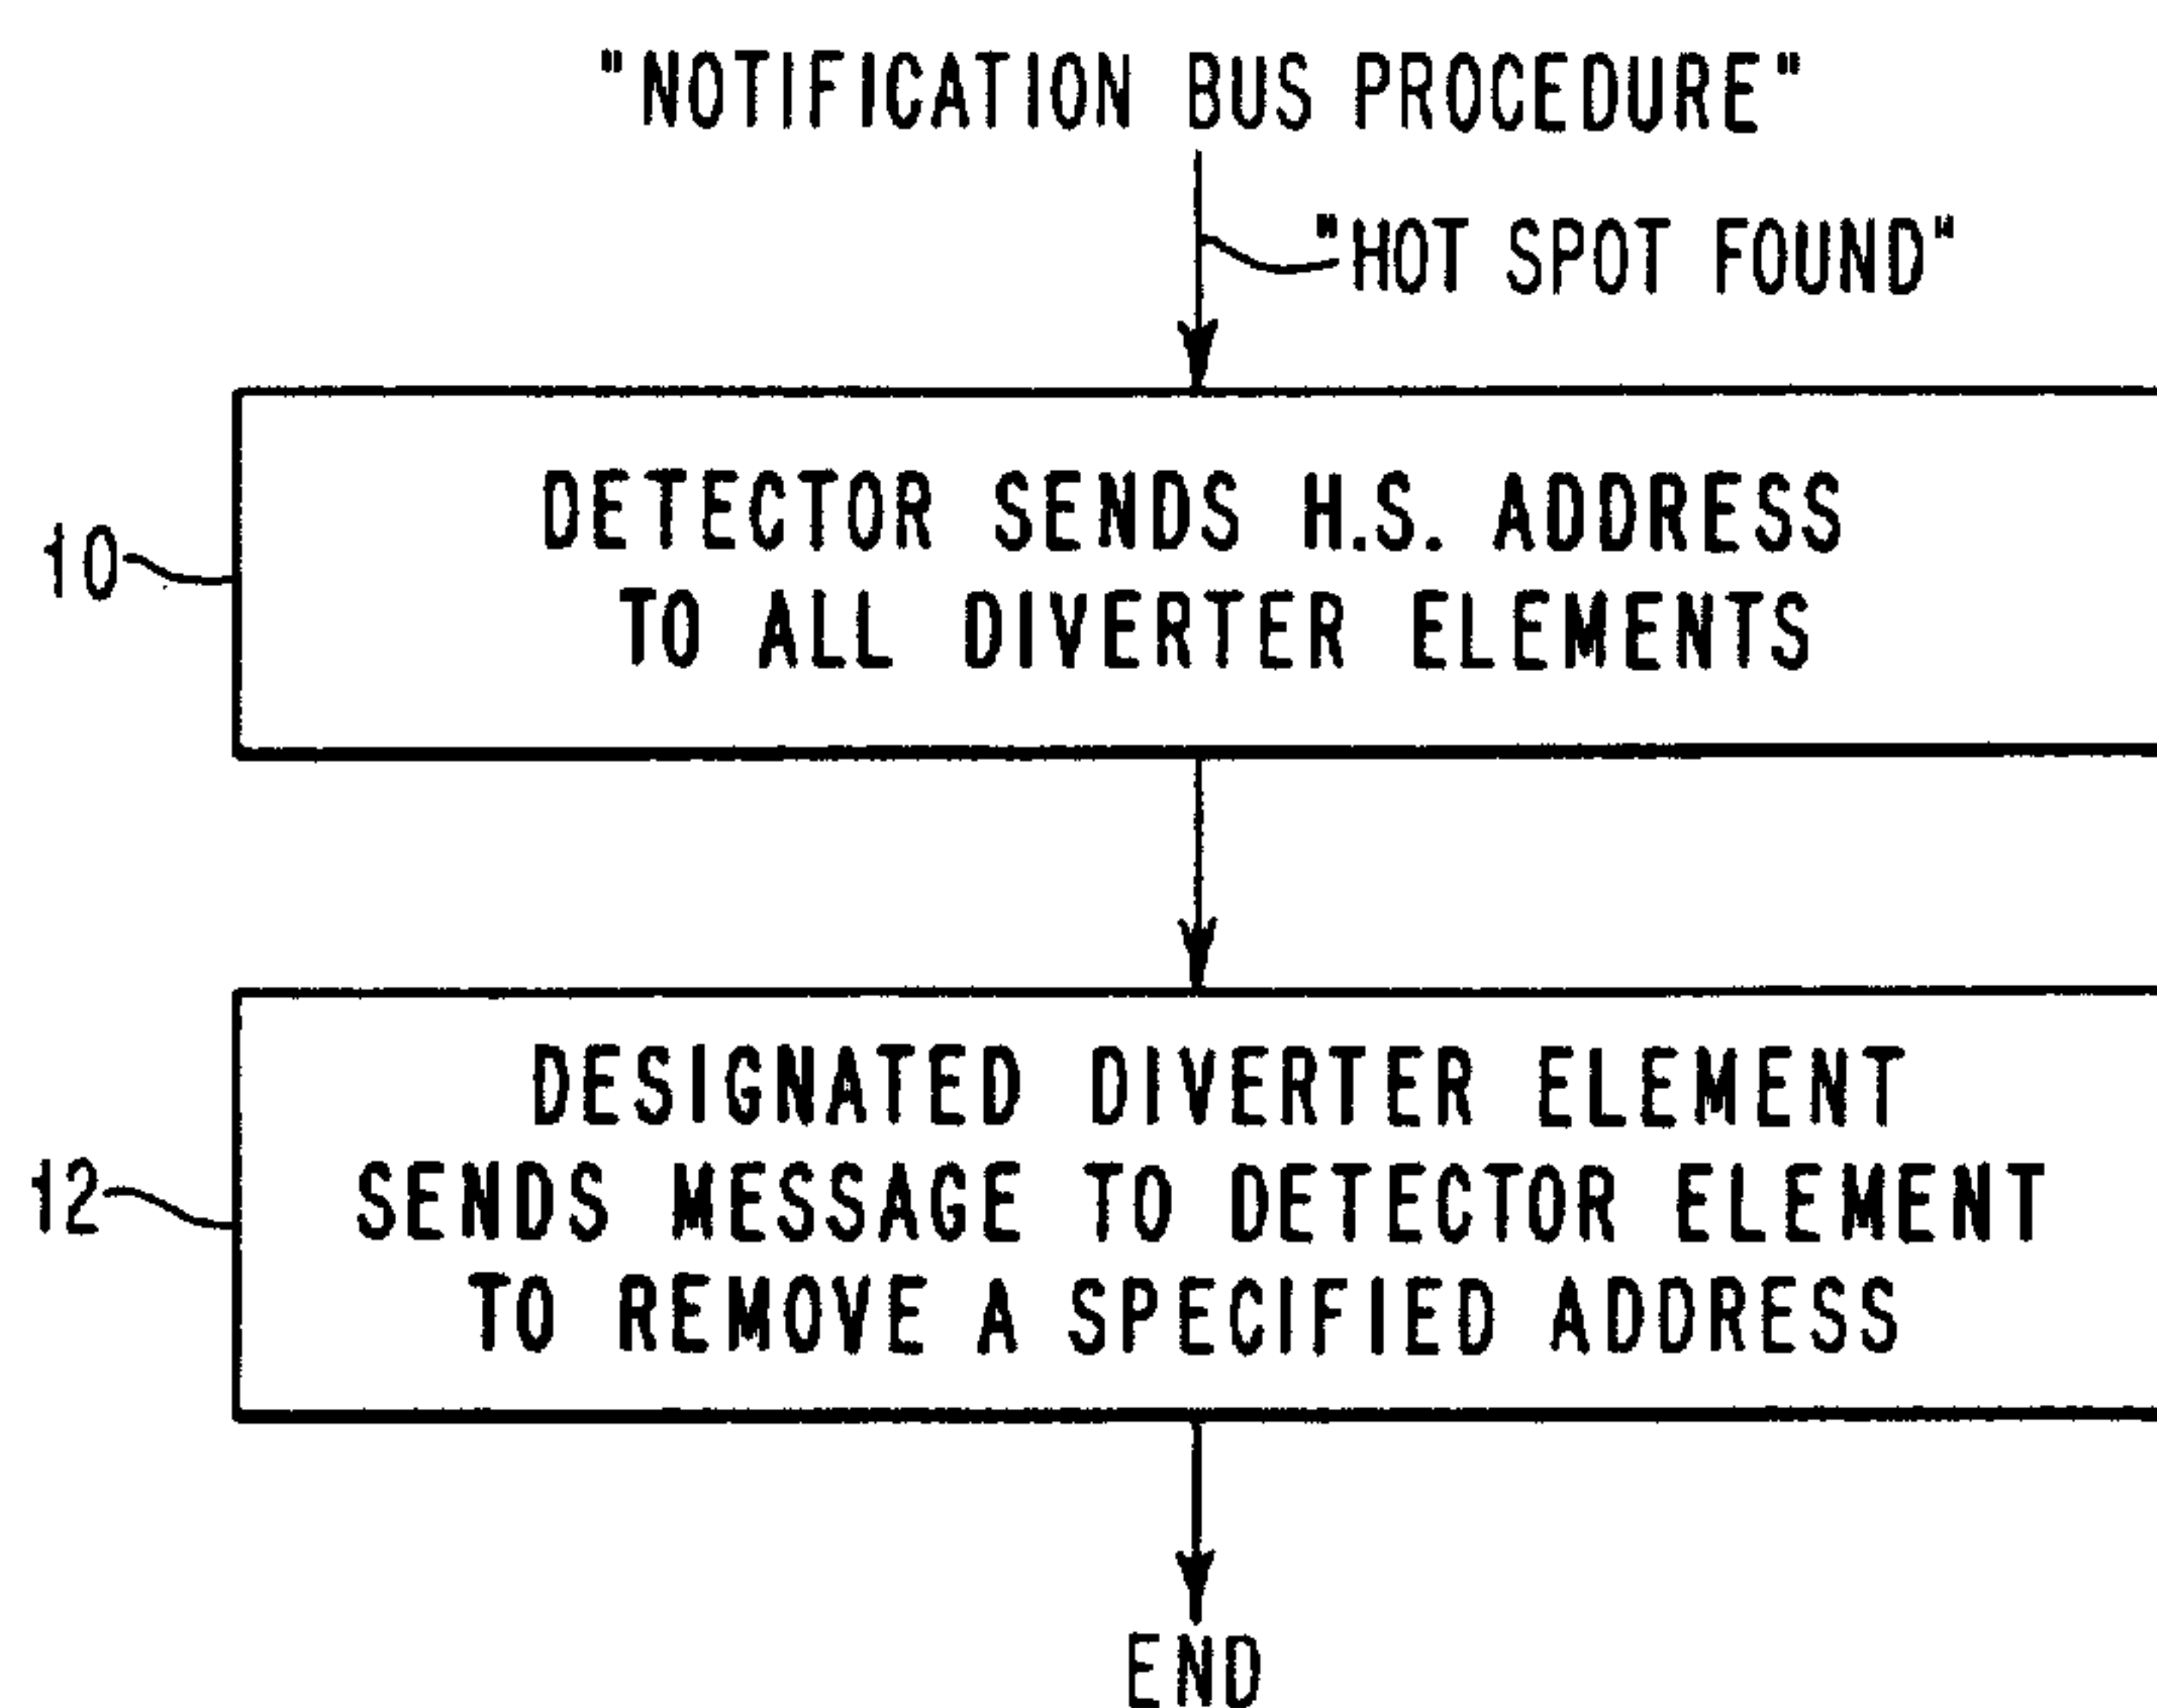 "NOTIFICATION BUS PROCEDURE"
"HOT SPOT FOUND"
10
DETECTOR SENDS H.S. ADDRESS
TO ALL DIVERTER ELEMENTS
12
DESIGNATED DIVERTER ELEMENT
SENDS MESSAGE TO DETECTOR ELEMENT
TO REMOVE A SPECIFIED ADDRESS
END